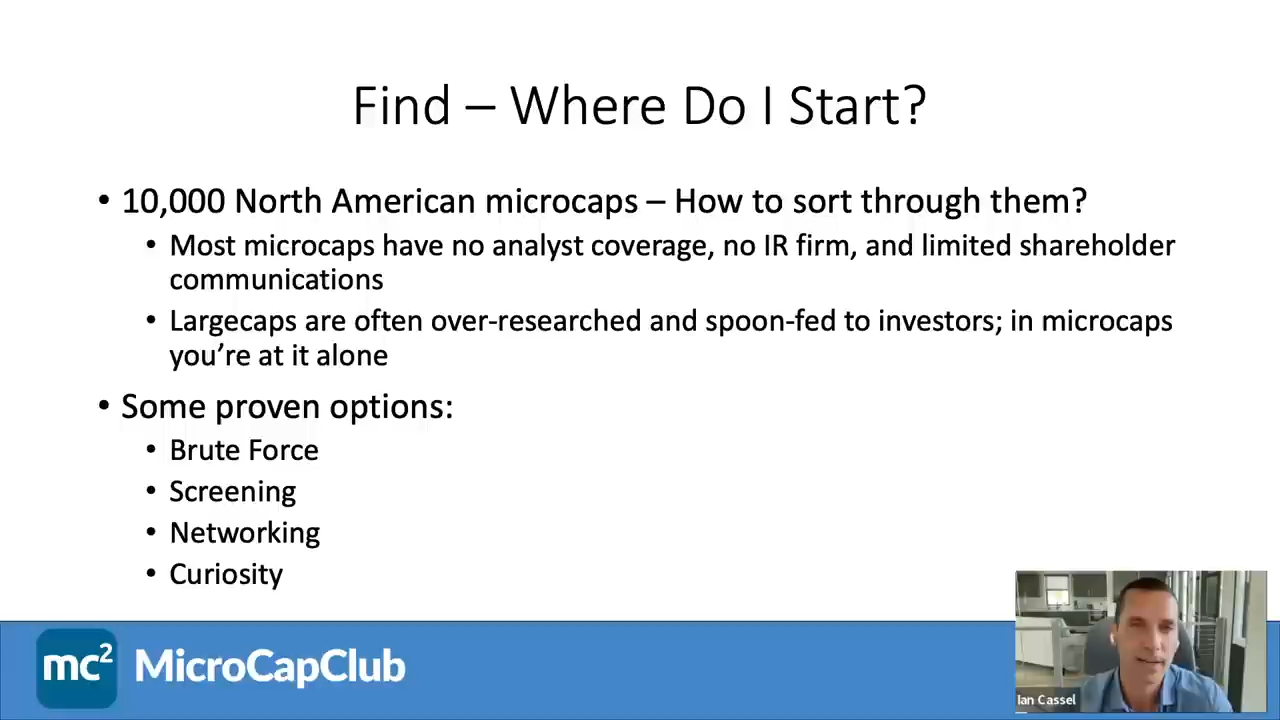 Find – Where Do I Start?
• 10,000 North American microcaps – How to sort through them?
• Most microcaps have no analyst coverage, no IR firm, and limited shareholder
communications
• Largecaps are often over-researched and spoon-fed to investors; in microcaps
you’re at it alone
• Some proven options:
• Brute Force
• Screening
• Networking
• Curiosity
mc² MicroCapClub
Ian Cassel